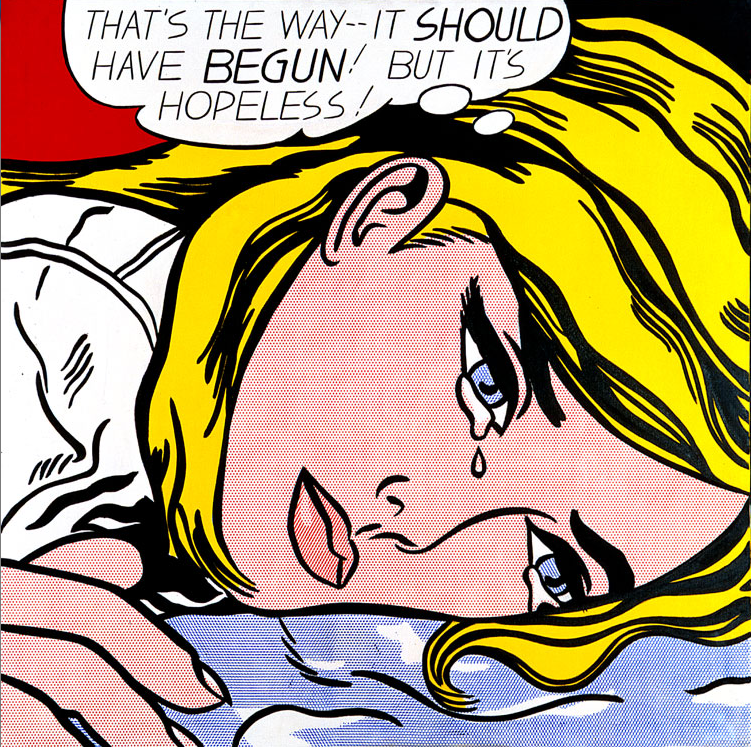 THAT'S THE WAY--IT SHOULD
HAVE BEGUN! BUT IT'S
HOPELESS!